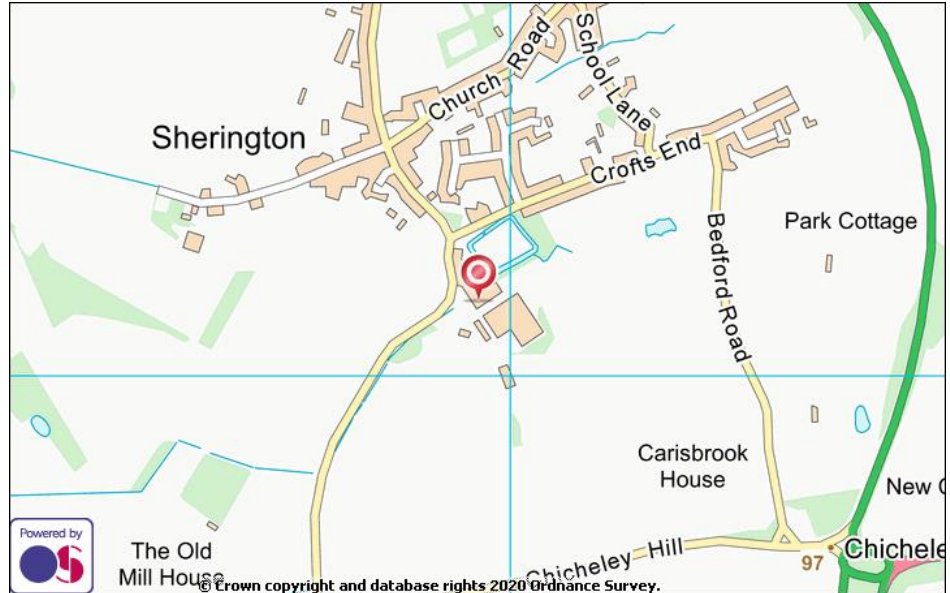 School Lane
Church Road
Sherington
Crofts End
Park Cottage
Bedford Road
Carisbrook
House
New
Powered by
OS
The Old
Mill House
Chicheley Hill
97
Chichele
© Crown copyright and database rights 2020 Ordnance Survey.